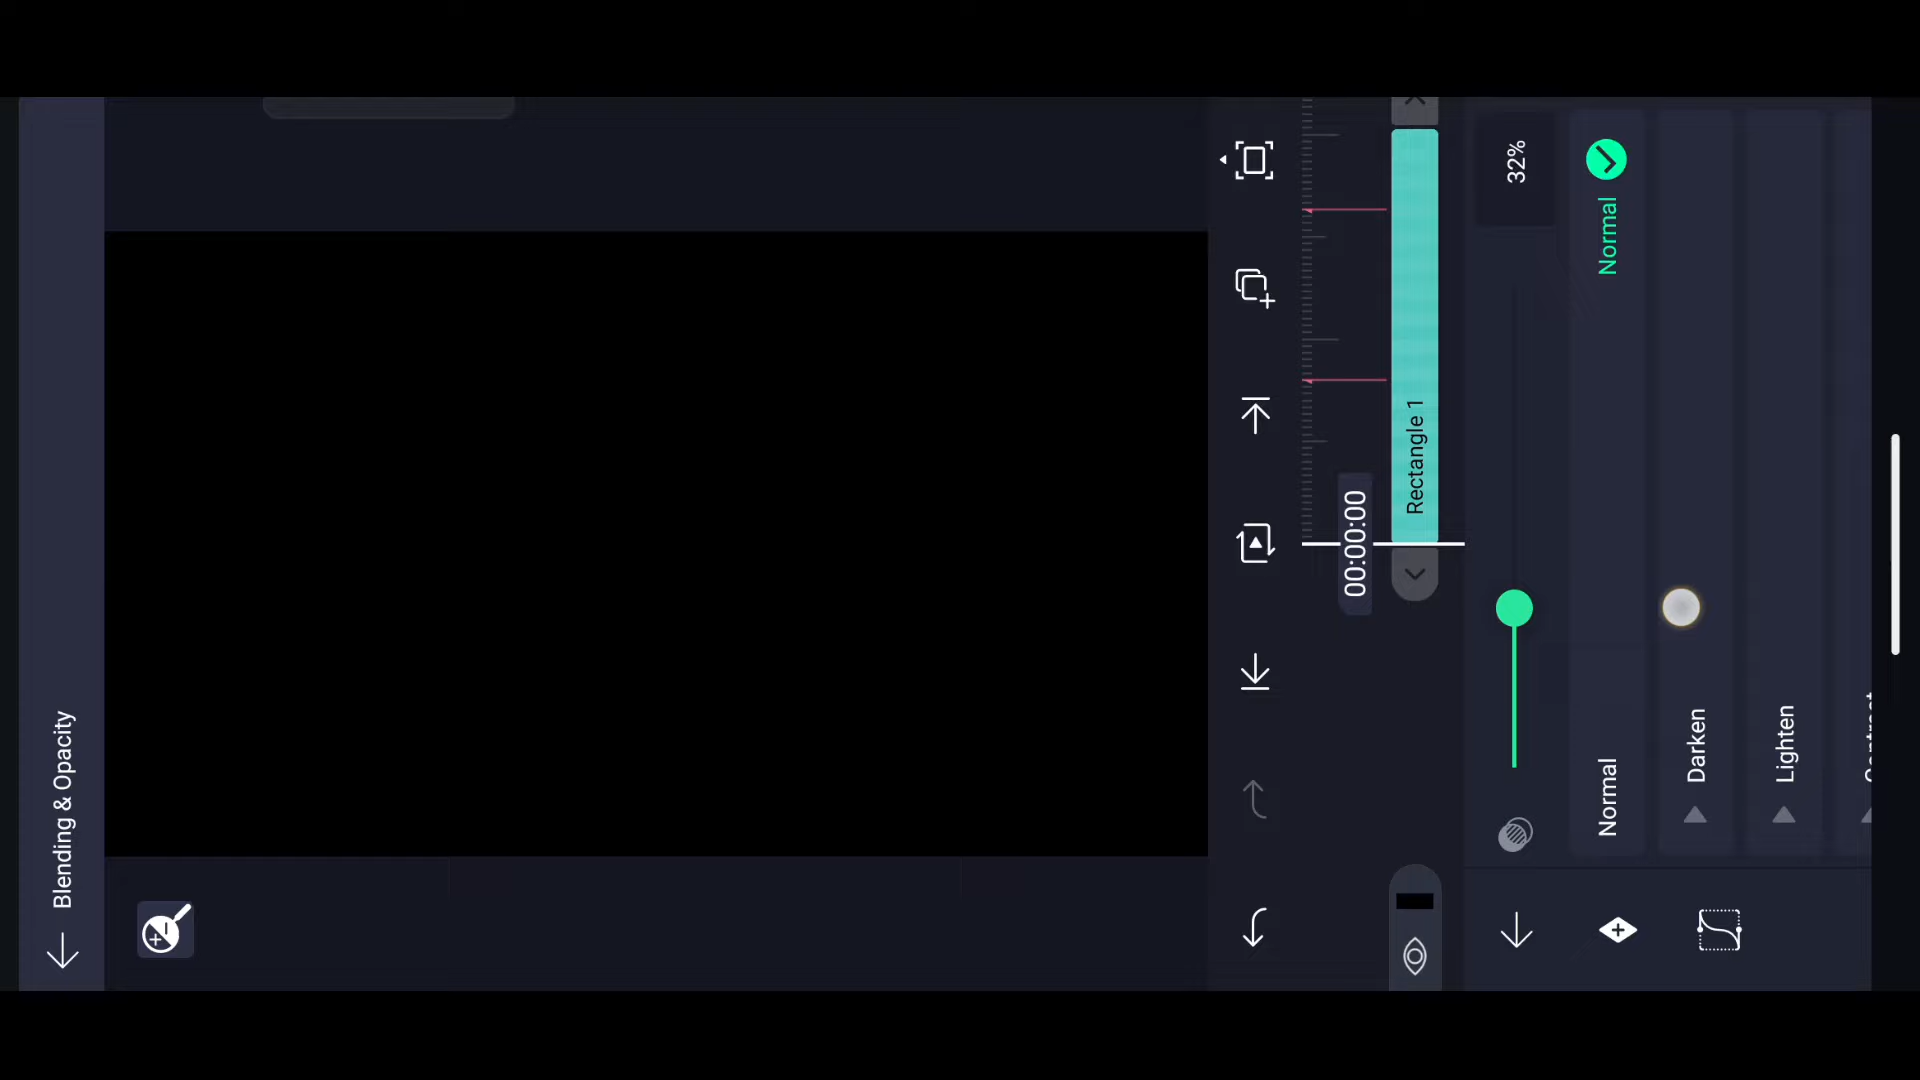 Blending & Opacity
00:00:00
Rectangle 1
32%
Normal
Normal
Darken
Lighten